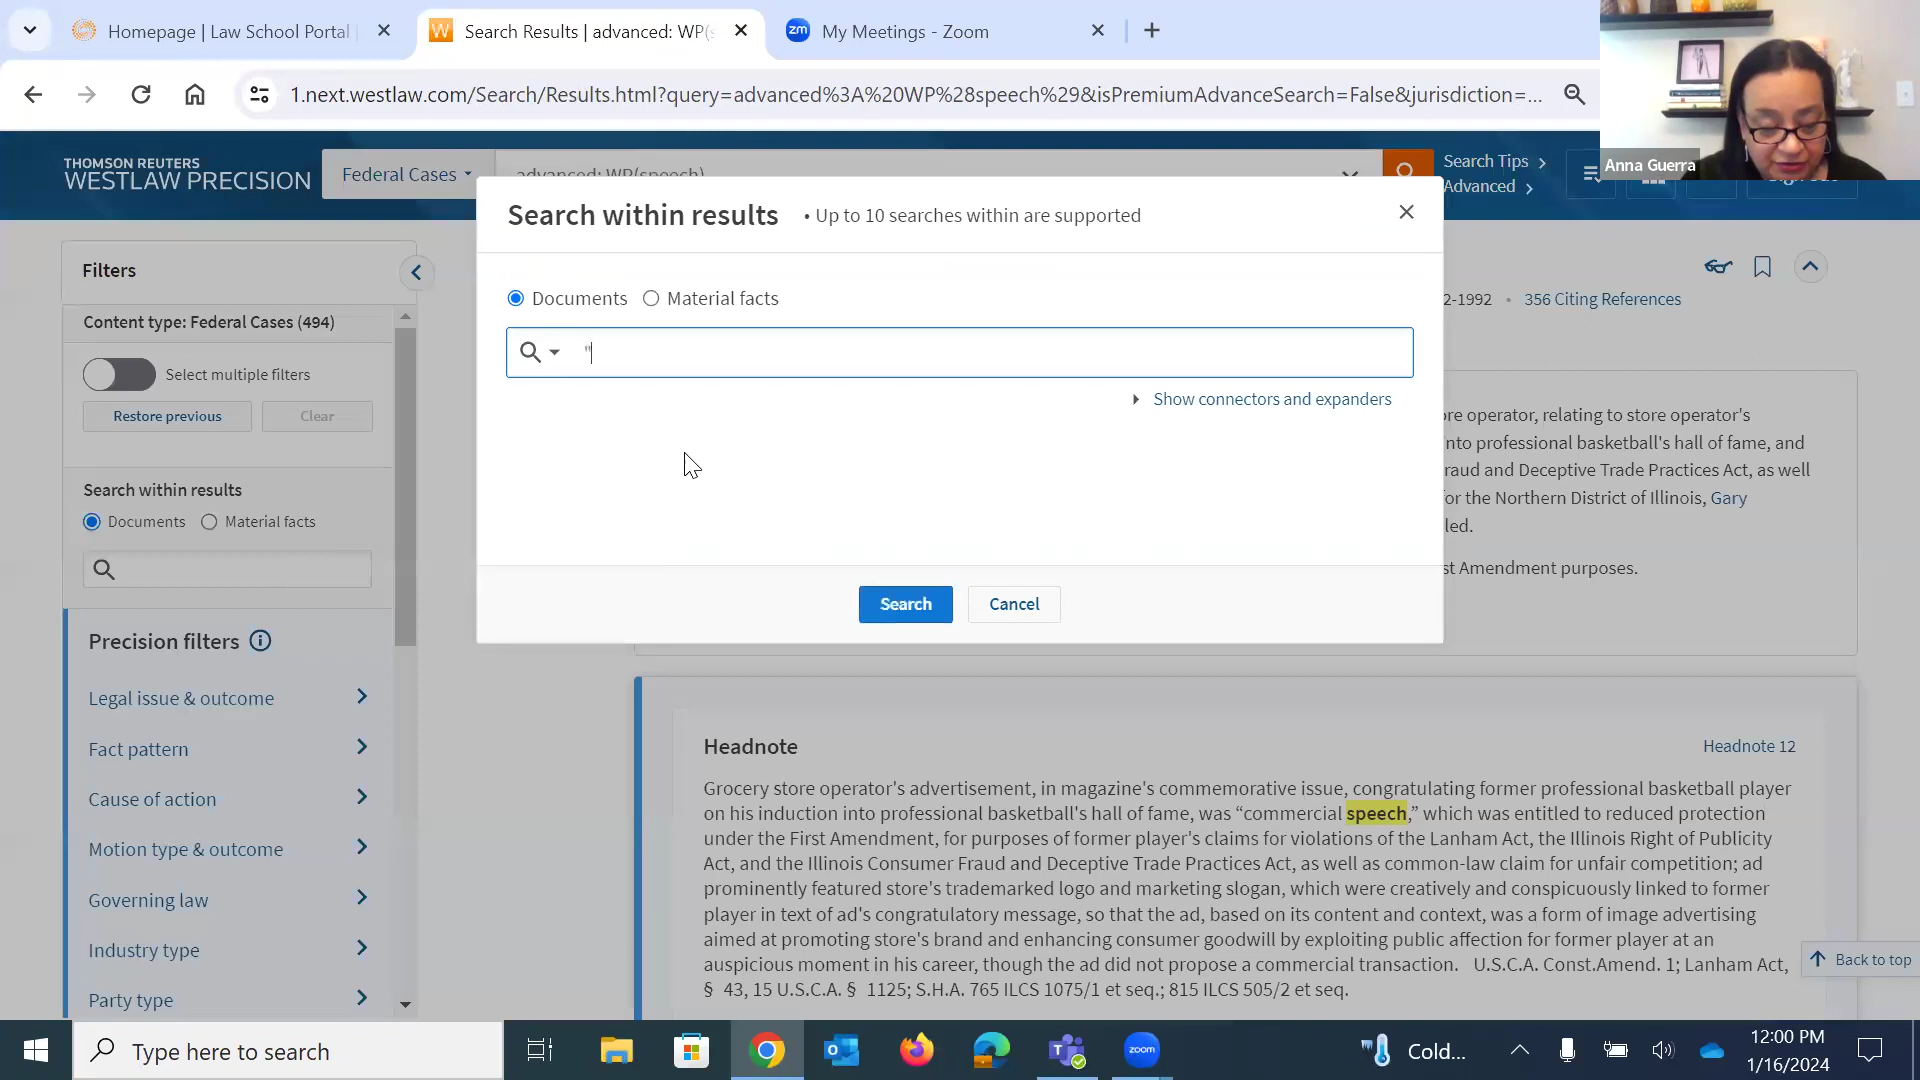 Homepage | Law School Portal
Search Results | advanced: WP(s
My Meetings - Zoom
1.next.westlaw.com/Search/Results.html?query=advanced%3A%20WP%28speech%29&isPremiumAdvanceSearch=False&jurisdiction=...
Anna Guerra
THOMSON REUTERS
WESTLAW PRECISION
Federal Cases
advanced: WP(speech)
Search Tips
Advanced
Search within results
• Up to 10 searches within are supported
Documents
Material facts
"
Show connectors and expanders
Search
Cancel
Filters
Content type: Federal Cases (494)
Select multiple filters
Restore previous
Clear
Search within results
Documents
Material facts
Precision filters
Legal issue & outcome
Fact pattern
Cause of action
Motion type & outcome
Governing law
Industry type
Party type
2-1992 • 356 Citing References
re operator, relating to store operator's
nto professional basketball's hall of fame, and
raud and Deceptive Trade Practices Act, as well
or the Northern District of Illinois, Gary
led.
st Amendment purposes.
Headnote
Headnote 12
Grocery store operator's advertisement, in magazine's commemorative issue, congratulating former professional basketball player
on his induction into professional basketball's hall of fame, was “commercial speech,” which was entitled to reduced protection
under the First Amendment, for purposes of former player's claims for violations of the Lanham Act, the Illinois Right of Publicity
Act, and the Illinois Consumer Fraud and Deceptive Trade Practices Act, as well as common-law claim for unfair competition; ad
prominently featured store's trademarked logo and marketing slogan, which were creatively and conspicuously linked to former
player in text of ad's congratulatory message, so that the ad, based on its content and context, was a form of image advertising
aimed at promoting store's brand and enhancing consumer goodwill by exploiting public affection for former player at an
auspicious moment in his career, though the ad did not propose a commercial transaction. U.S.C.A. Const.Amend. 1; Lanham Act,
§ 43, 15 U.S.C.A. § 1125; S.H.A. 765 ILCS 1075/1 et seq.; 815 ILCS 505/2 et seq.
Back to top
Type here to search
zoom
Cold...
12:00 PM
1/16/2024